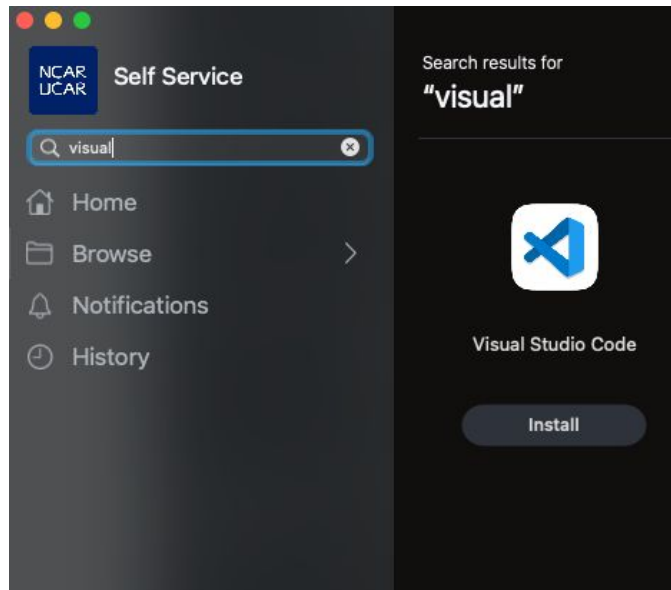 NCAR
UCAR
Self Service
visual
Home
Browse
Notifications
History
Search results for
“visual”
Visual Studio Code
Install